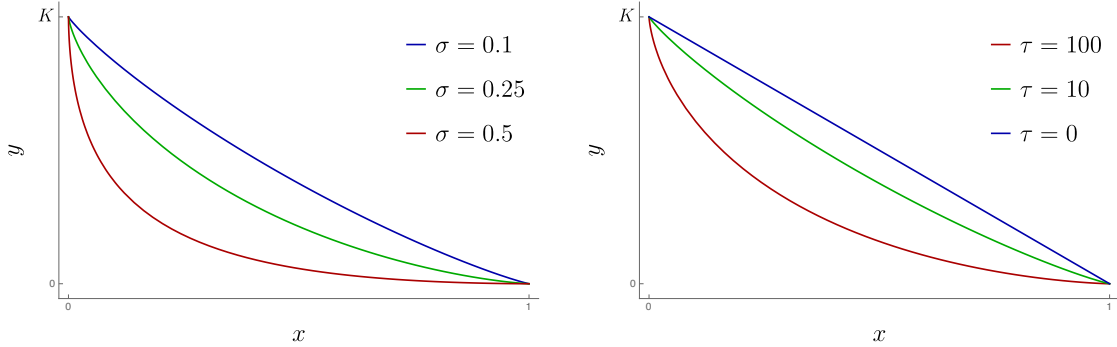 K
σ = 0.1
σ = 0.25
σ = 0.5
y
0
0
1
x
K
τ = 100
τ = 10
τ = 0
y
0
0
1
x